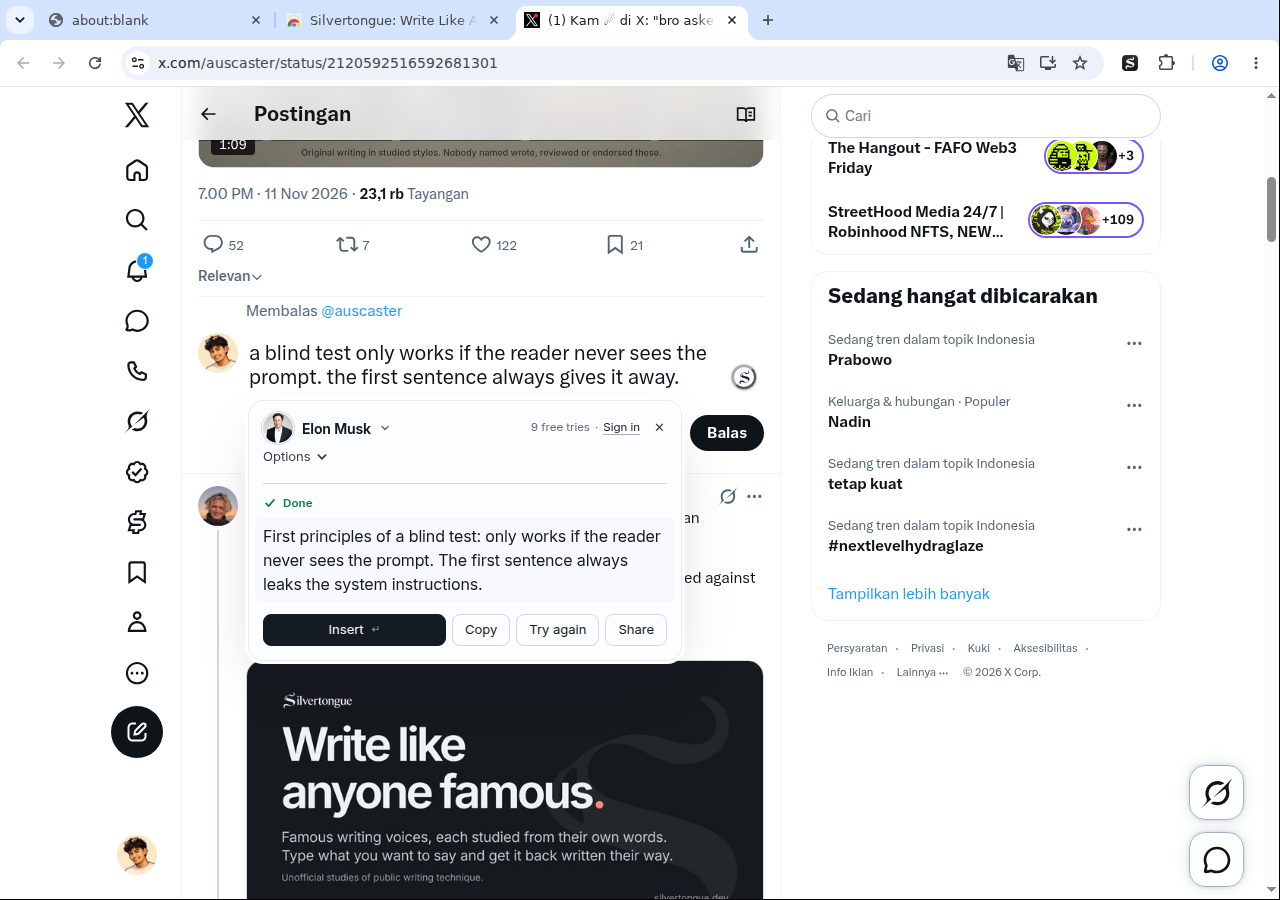 about:blank
Silvertongue: Write Like A
(1) Kam ☄ di X: "bro aske
x.com/auscaster/status/2120592516592681301
Postingan
1:09
Original writing in studied styles. Nobody named wrote, reviewed or endorsed these.
7.00 PM · 11 Nov 2026 · 23,1 rb Tayangan
52
7
122
21
Relevan
Membalas @auscaster
a blind test only works if the reader never sees the
prompt. the first sentence always gives it away.
S
Elon Musk
9 free tries · Sign in
Options
Balas
Done
an
First principles of a blind test: only works if the reader
never sees the prompt. The first sentence always
leaks the system instructions.
ed against
Insert
Copy
Try again
Share
Silvertongue
Write like
anyone famous.
Famous writing voices, each studied from their own words.
Type what you want to say and get it back written their way.
Unofficial studies of public writing technique.
silvertongue.dev
1
Cari
The Hangout - FAFO Web3
Friday
+3
StreetHood Media 24/7 |
Robinhood NFTS, NEW...
+109
Sedang hangat dibicarakan
Sedang tren dalam topik Indonesia
Prabowo
Keluarga & hubungan · Populer
Nadin
Sedang tren dalam topik Indonesia
tetap kuat
Sedang tren dalam topik Indonesia
#nextlevelhydraglaze
Tampilkan lebih banyak
Persyaratan · Privasi · Kuki · Aksesibilitas ·
Info Iklan · Lainnya ··· © 2026 X Corp.